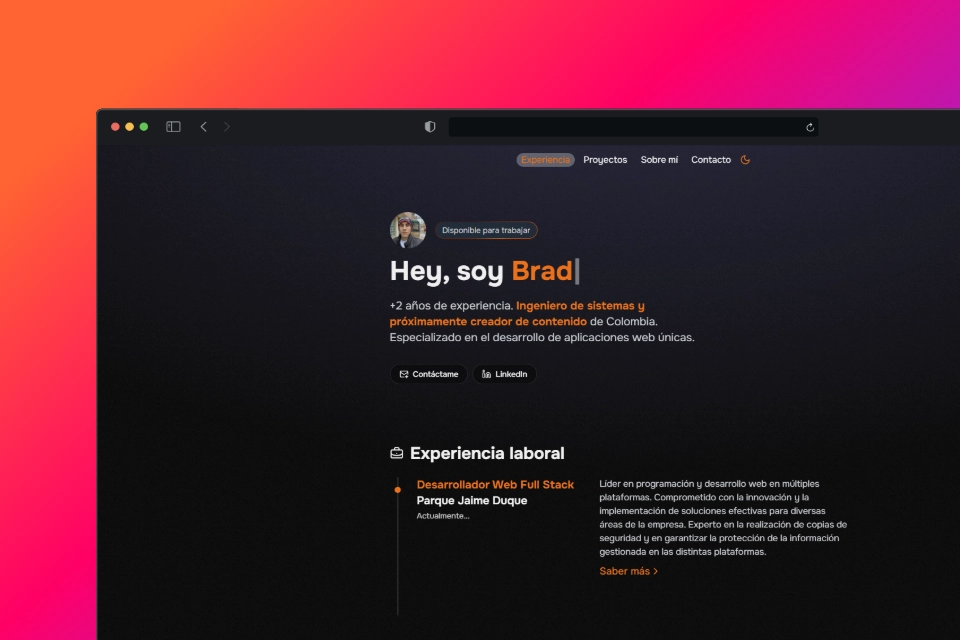 Experiencia Proyectos Sobre mí Contacto
Disponible para trabajar
Hey, soy Brad
+2 años de experiencia. Ingeniero de sistemas y
próximamente creador de contenido de Colombia.
Especializado en el desarrollo de aplicaciones web únicas.
Contáctame LinkedIn
Experiencia laboral
Desarrollador Web Full Stack
Parque Jaime Duque
Actualmente...
Líder en programación y desarrollo web en múltiples
plataformas. Comprometido con la innovación y la
implementación de soluciones efectivas para diversas
áreas de la empresa. Experto en la realización de copias de
seguridad y en garantizar la protección de la información
gestionada en las distintas plataformas.
Saber más >